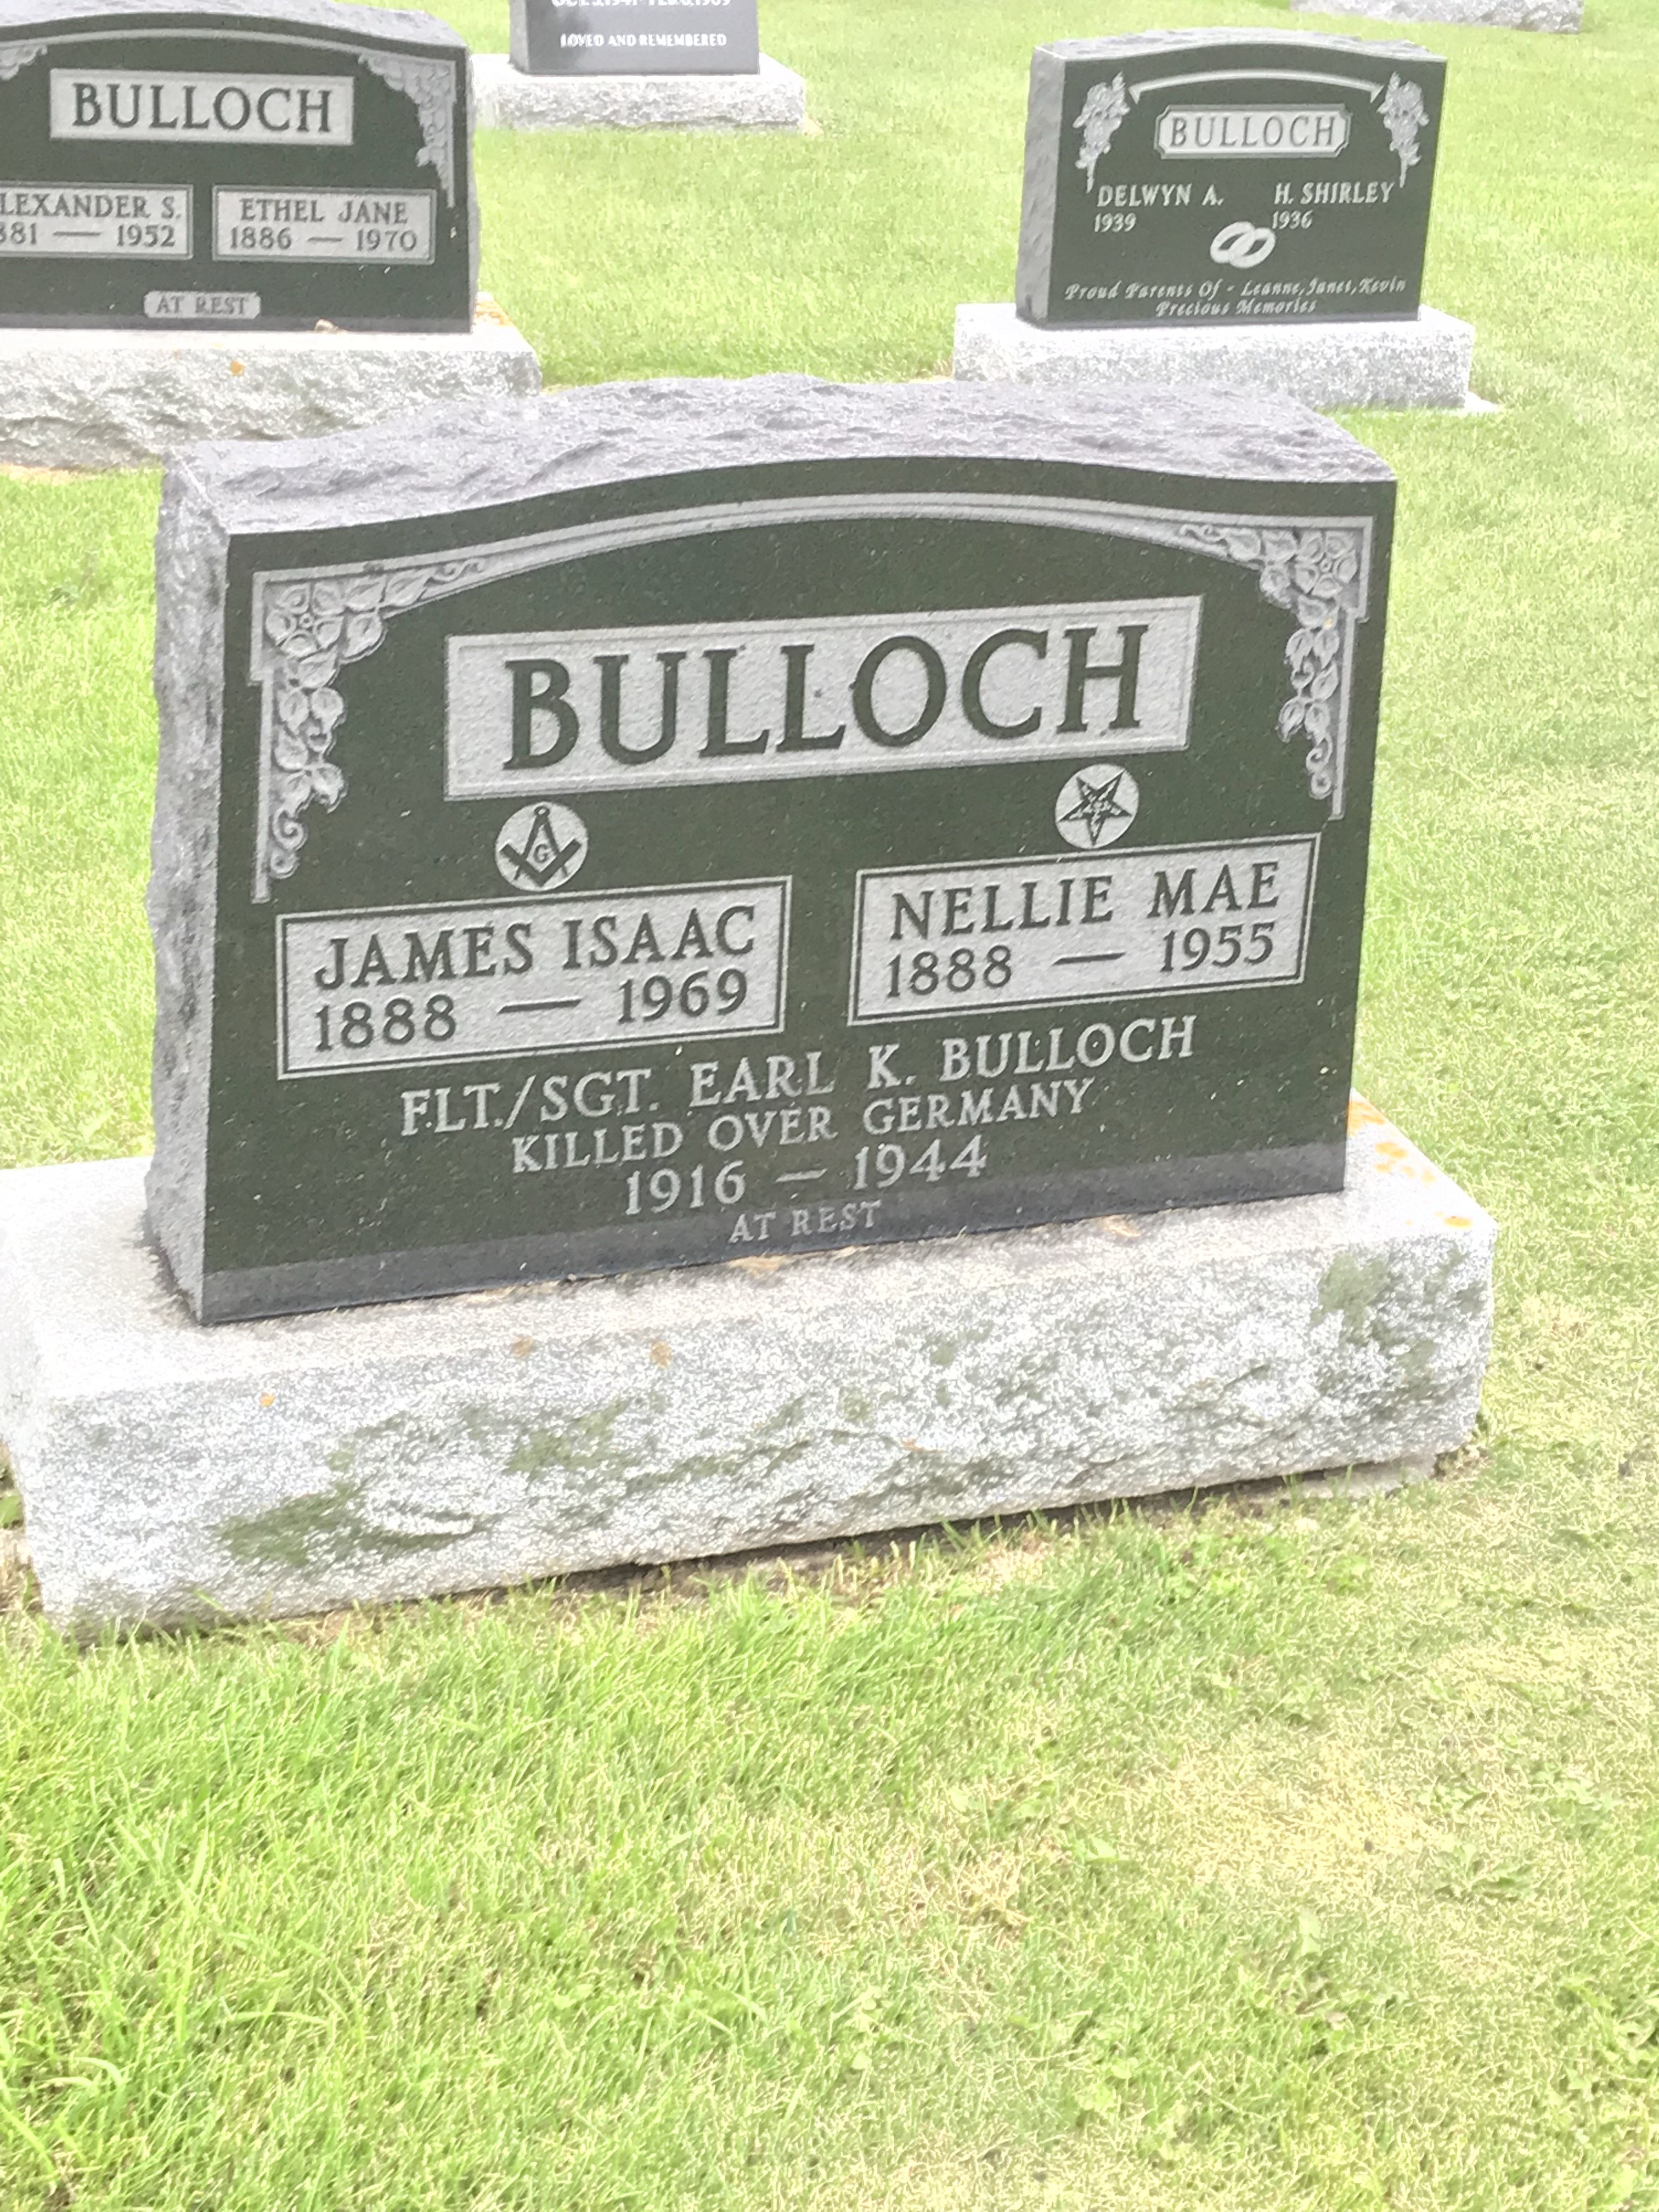 LOVED AND REMEMBERED
BULLOCH
LEXANDER S.
1952
ETHEL JANE
1886 — 1970
AT REST
BULLOCH
DELWYN A.
1939
H. SHIRLEY
1936
Proud Parents Of - Leanne, Janet, Kevin
Precious Memories
BULLOCH
G
JAMES ISAAC
1888 — 1969
NELLIE MAE
1888 — 1955
FLT./SGT. EARL K. BULLOCH
KILLED OVER GERMANY
1916 — 1944
AT REST